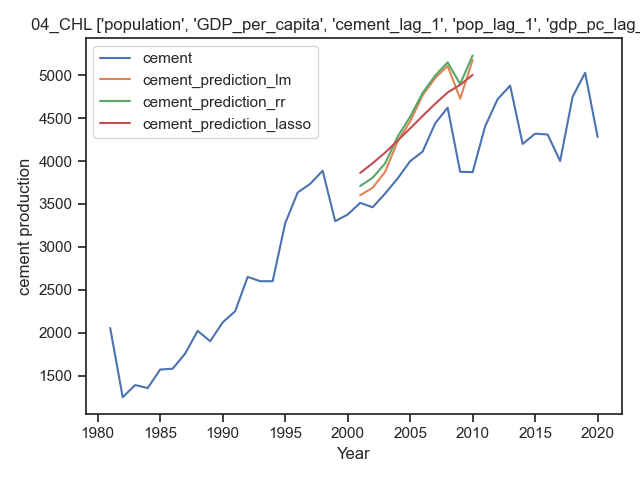 04_CHL ['population', 'GDP_per_capita', 'cement_lag_1', 'pop_lag_1', 'gdp_pc_lag_
cement
cement_prediction_lm
cement_prediction_rr
cement_prediction_lasso
5000
4500
4000
3500
3000
2500
2000
1500
cement production
1980 1985 1990 1995 2000 2005 2010 2015 2020
Year